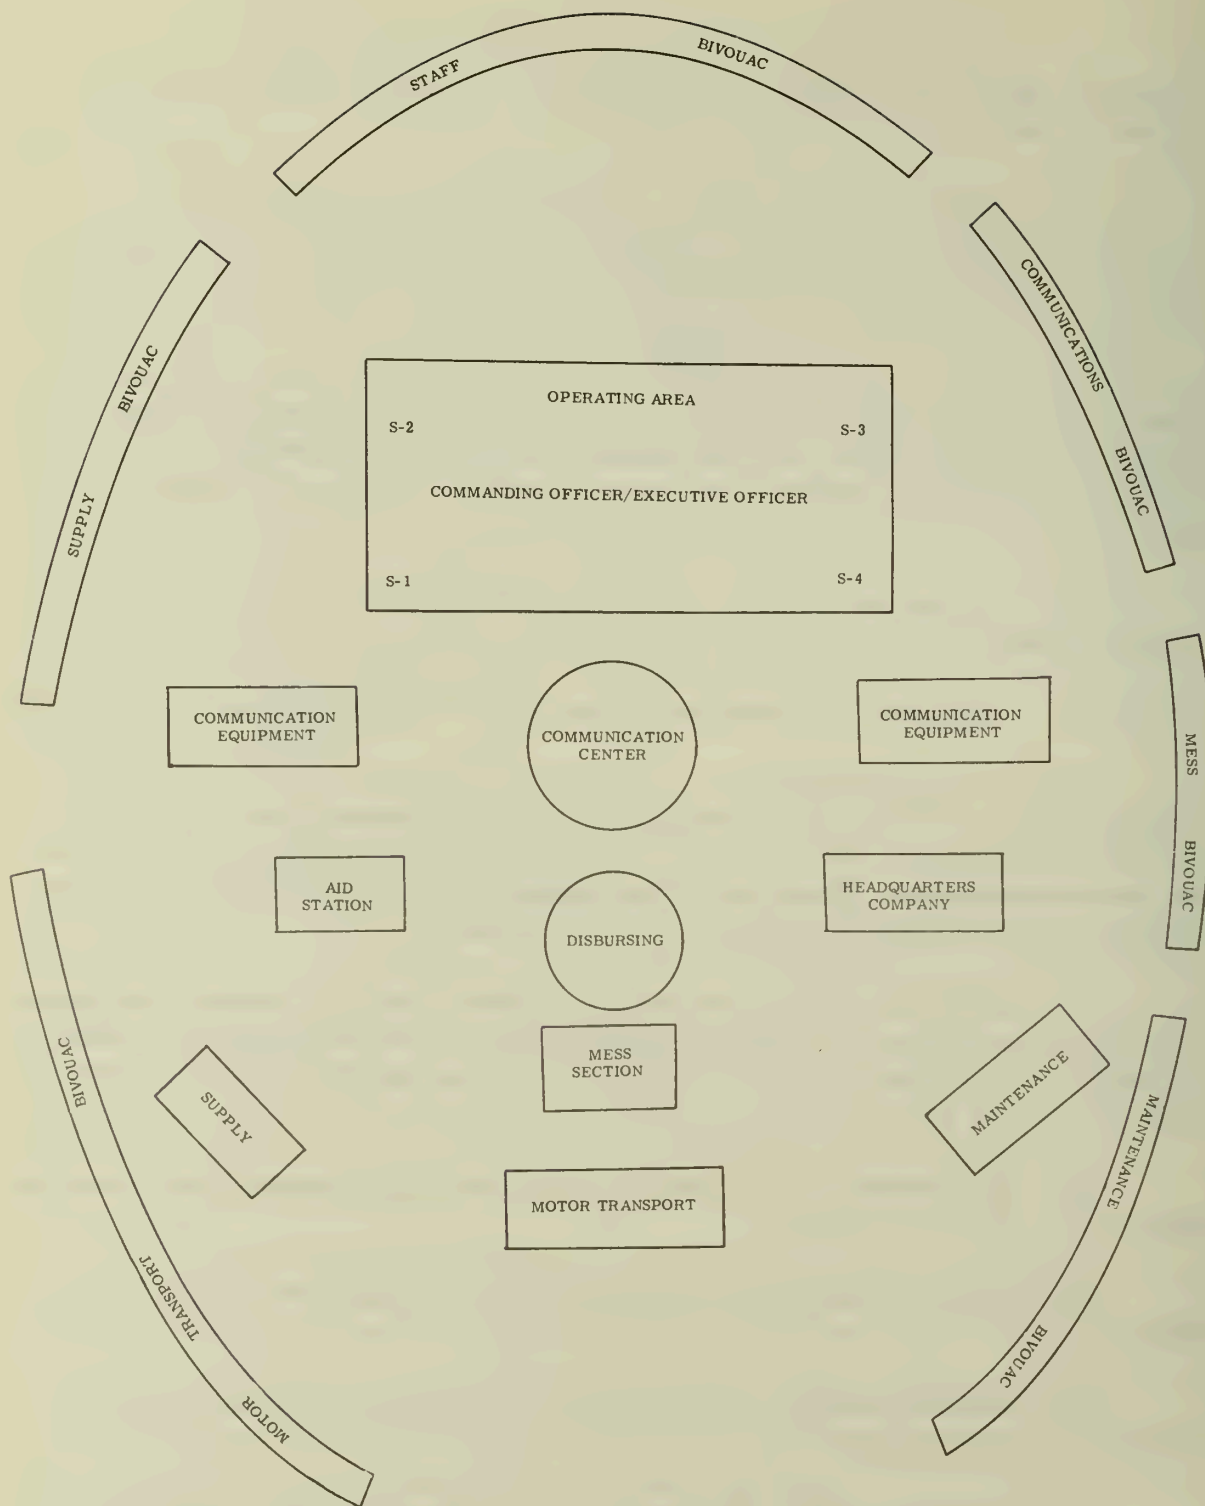 STAFF BIVOUAC
COMMUNICATIONS BIVOUAC
SUPPLY BIVOUAC
OPERATING AREA
S-2
S-3
COMMANDING OFFICER/EXECUTIVE OFFICER
S-1
S-4
COMMUNICATION
EQUIPMENT
COMMUNICATION
CENTER
COMMUNICATION
EQUIPMENT
MESS BIVOUAC
AID
STATION
DISBURSING
HEADQUARTERS
COMPANY
MOTOR TRANSPORT BIVOUAC
SUPPLY
MESS
SECTION
MAINTENANCE
MAINTENANCE BIVOUAC
MOTOR TRANSPORT